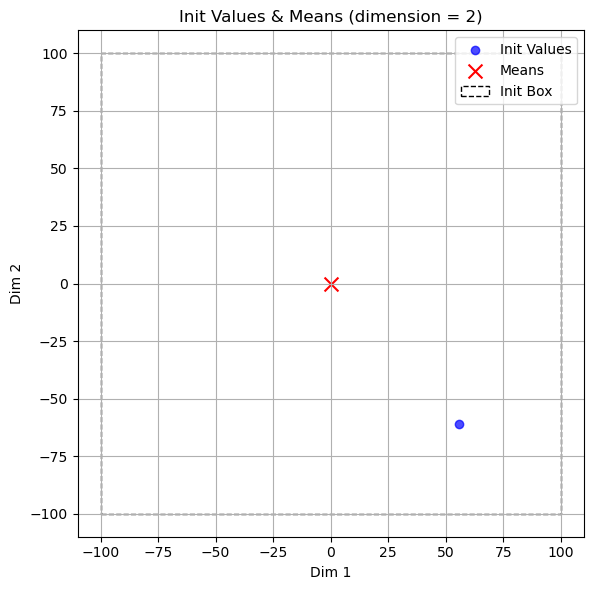 Init Values & Means (dimension = 2)
Init Values
Means
Init Box
100
75
50
25
0
−25
−50
−75
−100
Dim 2
−100 −75 −50 −25 0 25 50 75 100
Dim 1